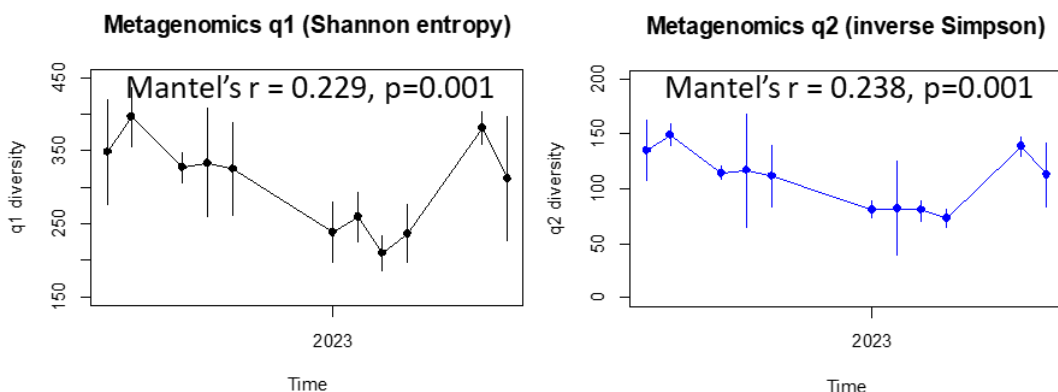 Metagenomics q1 (Shannon entropy)
Mantel's r = 0.229, p=0.001
450
350
250
150
q1 diversity
2023
Time
Metagenomics q2 (inverse Simpson)
Mantel's r = 0.238, p=0.001
200
150
100
50
0
q2 diversity
2023
Time